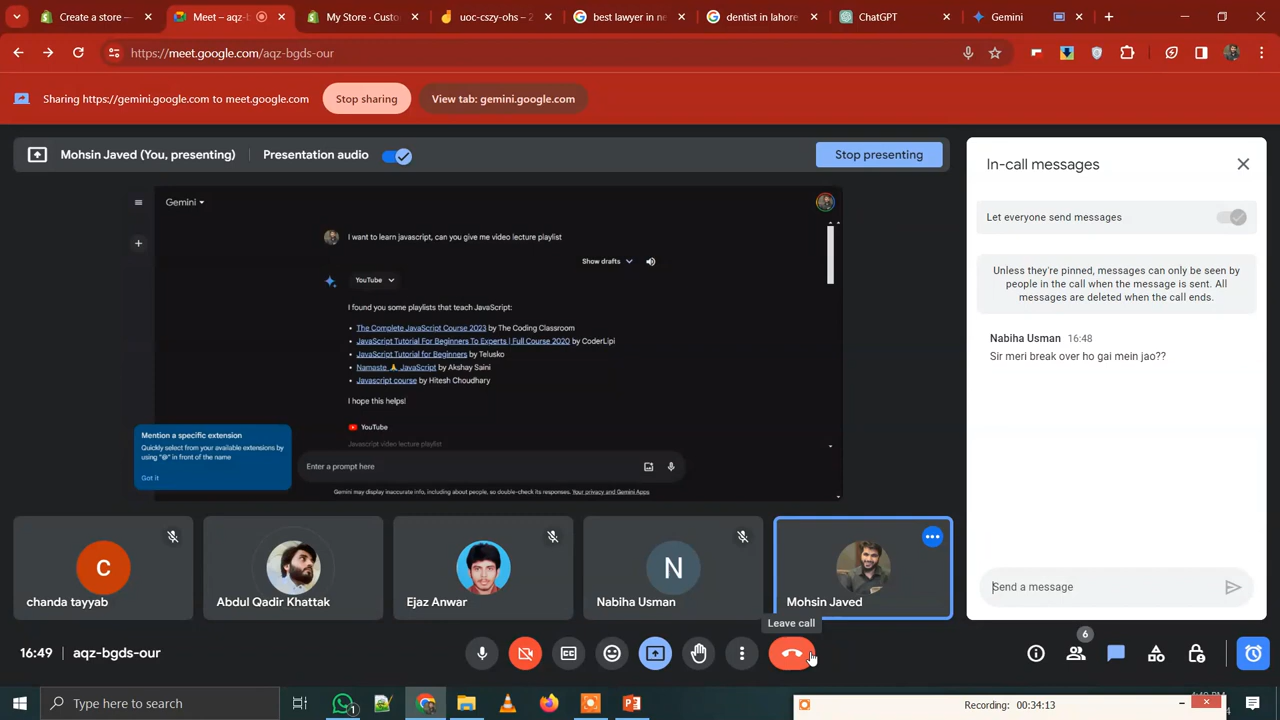 Create a store -
Meet – aqz-
My Store · Custo
uoc-cszy-ohs – 2
best lawyer in ne
dentist in lahore
ChatGPT
Gemini
https://meet.google.com/aqz-bgds-our
Sharing https://gemini.google.com to meet.google.com
Stop sharing
View tab: gemini.google.com
Mohsin Javed (You, presenting)
Presentation audio
Stop presenting
Gemini
I want to learn javascript, can you give me video lecture playlist
Show drafts
YouTube
I found you some playlists that teach JavaScript:
• The Complete JavaScript Course 2023 by The Coding Classroom
• JavaScript Tutorial For Beginners To Experts | Full Course 2020 by CoderLipi
• JavaScript Tutorial for Beginners by Telusko
• Namaste 🙏 JavaScript by Akshay Saini
• Javascript course by Hitesh Choudhary
I hope this helps!
YouTube
Javascript video lecture playlist
Mention a specific extension
Quickly select from your available extensions by
using "@" in front of the name
Got it
Enter a prompt here
Gemini may display inaccurate info, including about people, so double-check its responses. Your privacy and Gemini Apps
In-call messages
Let everyone send messages
Unless they're pinned, messages can only be seen by
people in the call when the message is sent. All
messages are deleted when the call ends.
Nabiha Usman 16:48
Sir meri break over ho gai mein jao??
Send a message
C
chanda tayyab
Abdul Qadir Khattak
Ejaz Anwar
N
Nabiha Usman
Mohsin Javed
Leave call
16:49
aqz-bgds-our
6
Type here to search
1
Recording: 00:34:13